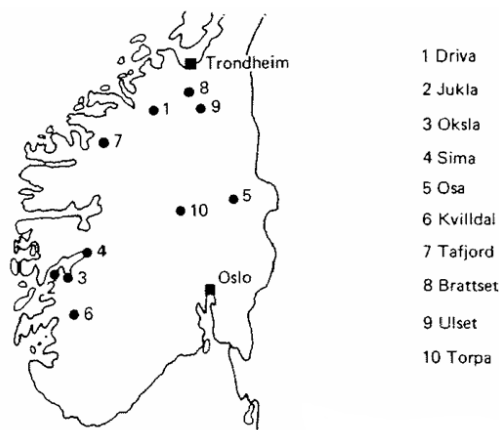 Trondheim
8
1
9
7
5
10
4
2
3
Oslo
6
1 Driva
2 Jukla
3 Oksla
4 Sima
5 Osa
6 Kvilldal
7 Tafjord
8 Brattset
9 Ulset
10 Torpa